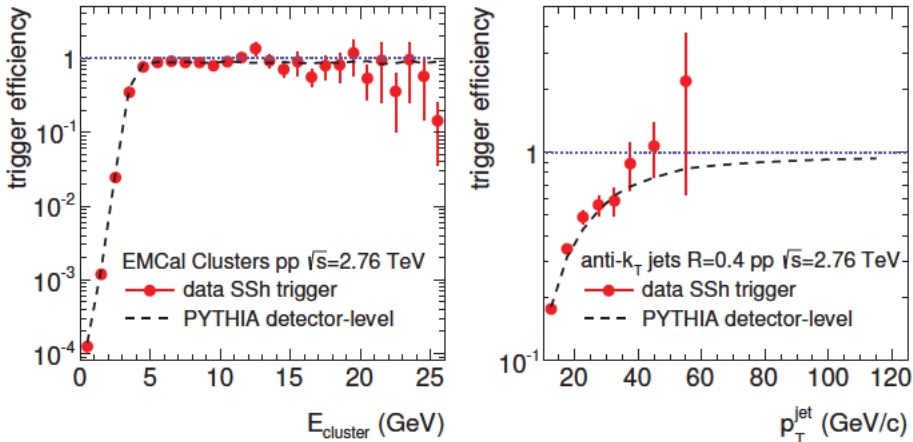 trigger efficiency
1
10⁻¹
10⁻²
10⁻³
10⁻⁴
EMCal Clusters pp √s=2.76 TeV
data SSh trigger
PYTHIA detector-level
0 5 10 15 20 25
E_cluster (GeV)
trigger efficiency
1
10⁻¹
anti-k_T jets R=0.4 pp √s=2.76 TeV
data SSh trigger
PYTHIA detector-level
20 40 60 80 100 120
p_T^jet (GeV/c)